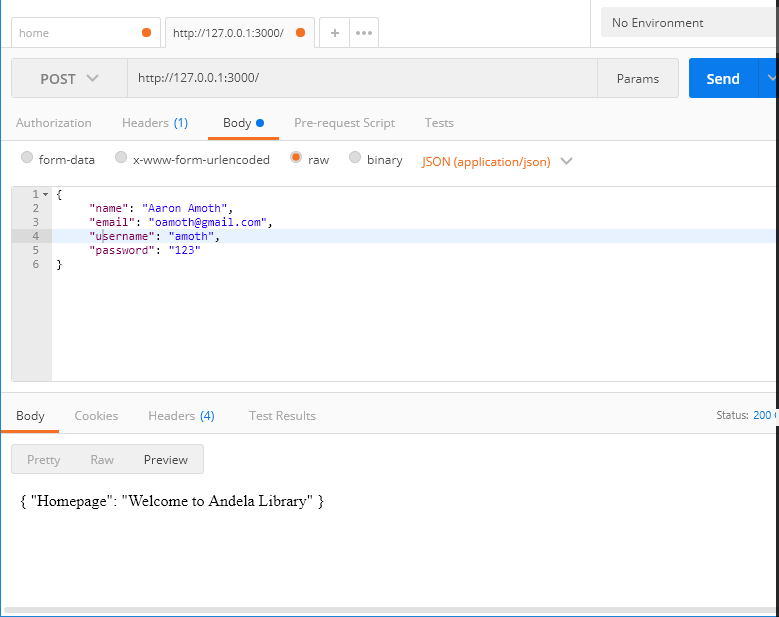 home http://127.0.0.1:3000/ + ••• No Environment
POST http://127.0.0.1:3000/ Params Send
Authorization Headers (1) Body Pre-request Script Tests
form-data x-www-form-urlencoded raw binary JSON (application/json)
1 {
2 "name": "Aaron Amoth",
3 "email": "oamoth@gmail.com",
4 "username": "amoth",
5 "password": "123"
6 }
Body Cookies Headers (4) Test Results Status: 200
Pretty Raw Preview
{ "Homepage": "Welcome to Andela Library" }